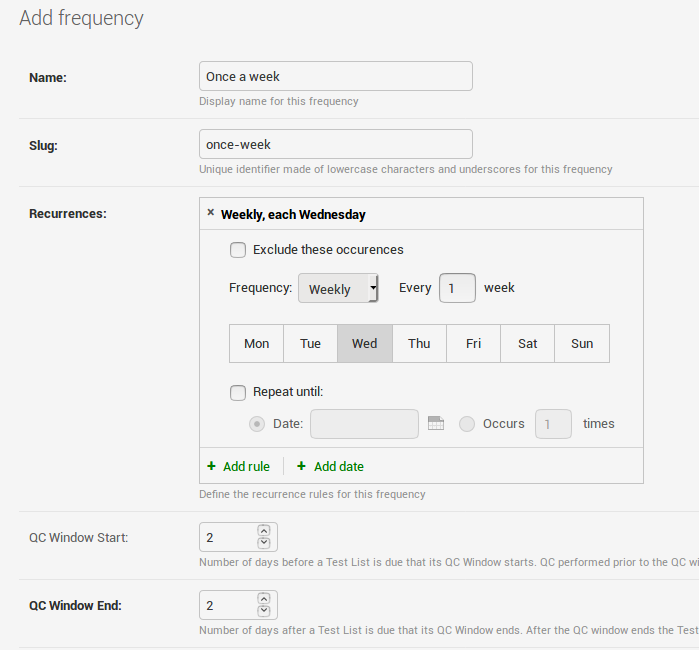 Add frequency
Name:
Once a week
Display name for this frequency
Slug:
once-week
Unique identifier made of lowercase characters and underscores for this frequency
Recurrences:
× Weekly, each Wednesday
Exclude these occurences
Frequency: Weekly Every 1 week
Mon Tue Wed Thu Fri Sat Sun
Repeat until:
Date: Occurs 1 times
+ Add rule + Add date
Define the recurrence rules for this frequency
QC Window Start:
2
Number of days before a Test List is due that its QC Window starts. QC performed prior to the QC wi
QC Window End:
2
Number of days after a Test List is due that its QC Window ends. After the QC window ends the Test